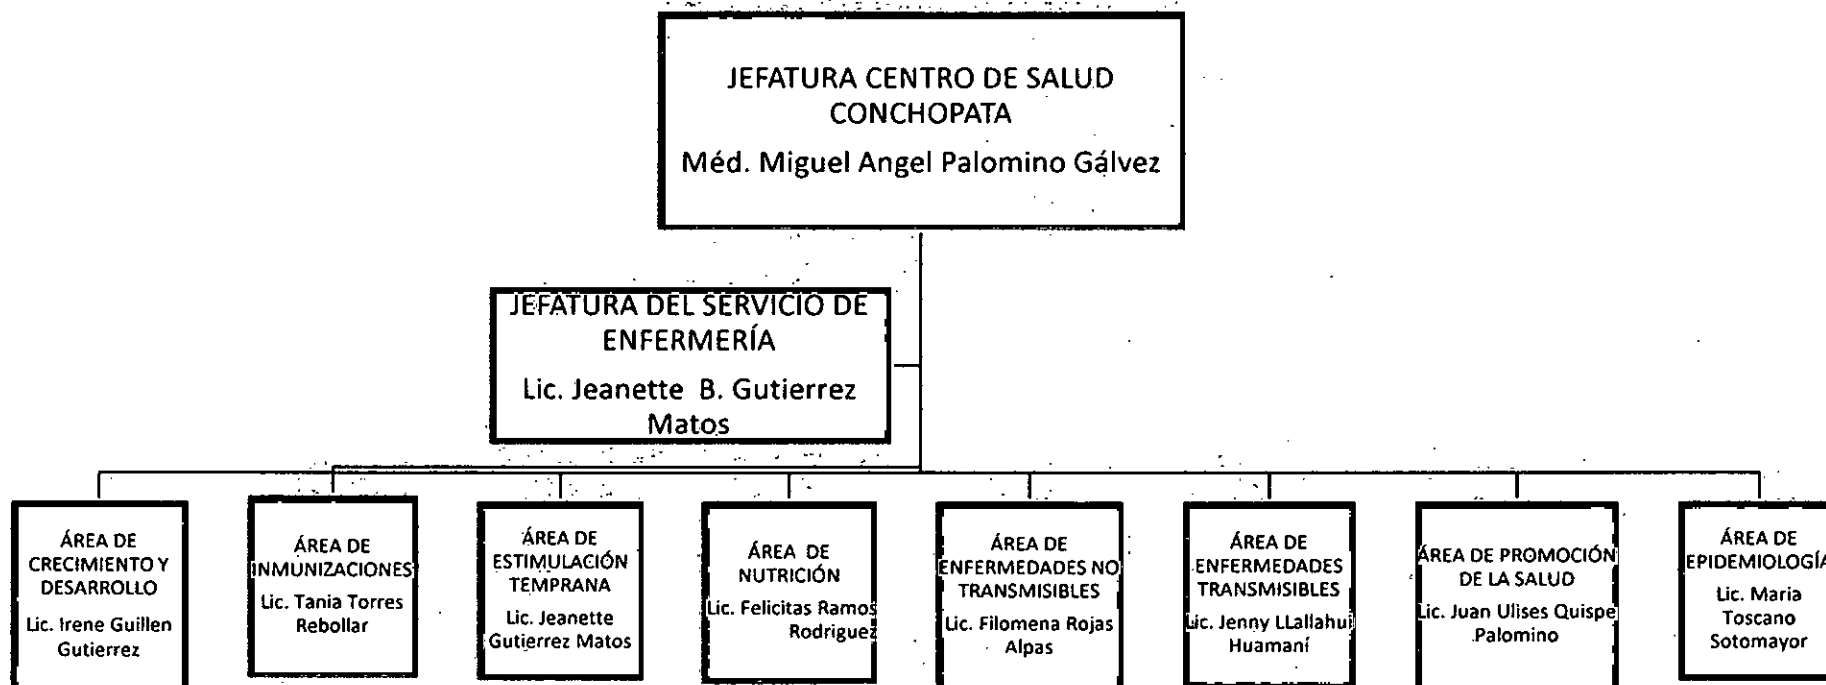 JEFATURA CENTRO DE SALUD
CONCHOPATA
Méd. Miguel Angel Palomino Gálvez
JEFATURA DEL SERVICIO DE
ENFERMERÍA
Lic. Jeanette B. Gutierrez
Matos
ÁREA DE
CRECIMIENTO Y
DESARROLLO
Lic. Irene Guillen
Gutierrez
ÁREA DE
INMUNIZACIONES
Lic. Tania Torres
Rebollar
ÁREA DE
ESTIMULACIÓN
TEMPRANA
Lic. Jeanette
Gutierrez Matos
ÁREA DE
NUTRICIÓN
Lic. Felicitas Ramos
Rodriguez
ÁREA DE
ENFERMEDADES NO
TRANSMISIBLES
Lic. Filomena Rojas
Alpas
ÁREA DE
ENFERMEDADES
TRANSMISIBLES
Lic. Jenny LLallahui
Huamaní
ÁREA DE PROMOCIÓN
DE LA SALUD
Lic. Juan Ulises Quispe
Palomino
ÁREA DE
EPIDEMIOLOGÍA
Lic. Maria
Toscano
Sotomayor